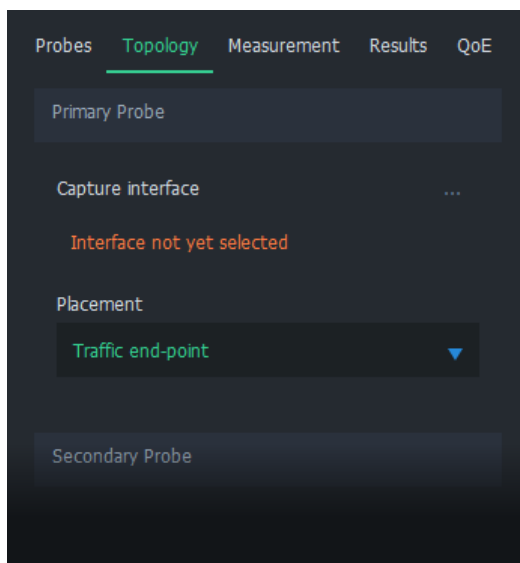 Probes Topology Measurement Results QoE
Primary Probe
Capture interface ...
Interface not yet selected
Placement
Traffic end-point
Secondary Probe